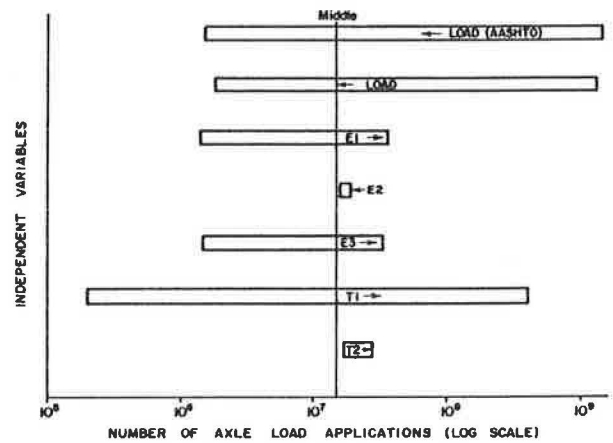 Middle
← LOAD (AASHTO)
← LOAD
E1 →
← E2
E3 →
T1 →
T2 ←
INDEPENDENT VARIABLES
10⁵ 10⁶ 10⁷ 10⁸ 10⁹
NUMBER OF AXLE LOAD APPLICATIONS (LOG SCALE)